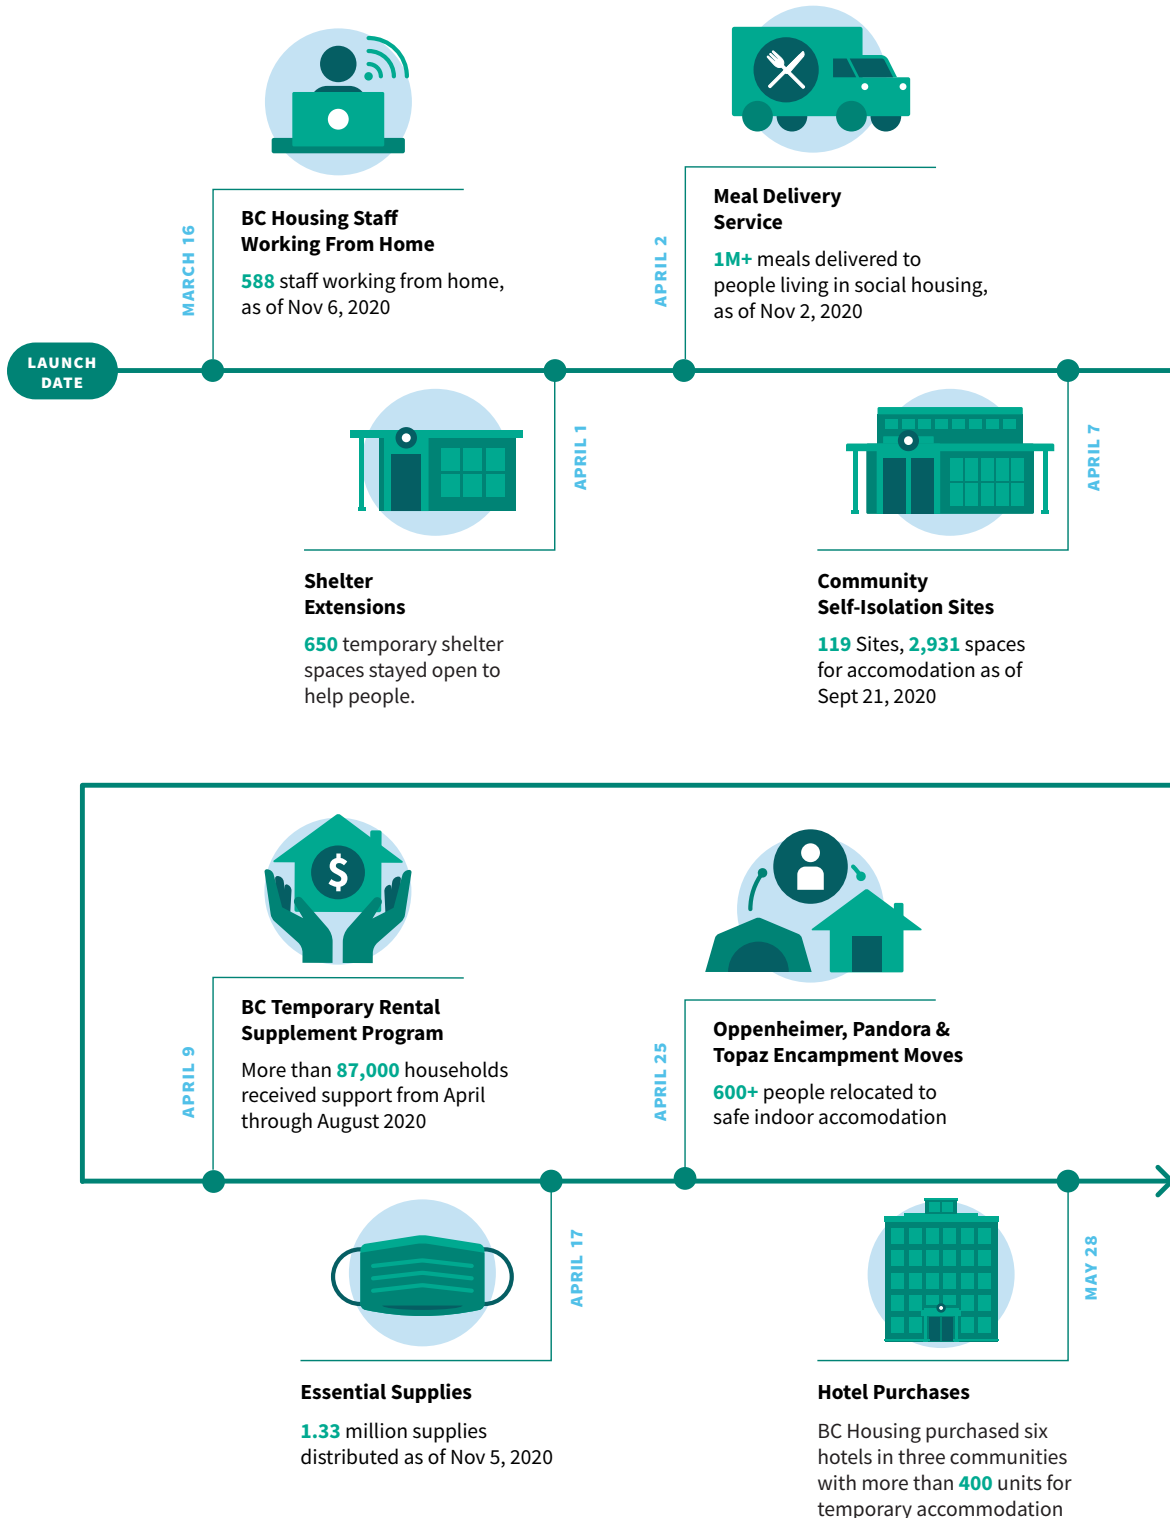 LAUNCH
DATE
MARCH 16
BC Housing Staff
Working From Home
588 staff working from home,
as of Nov 6, 2020
APRIL 1
Shelter
Extensions
650 temporary shelter
spaces stayed open to
help people.
APRIL 2
Meal Delivery
Service
1M+ meals delivered to
people living in social housing,
as of Nov 2, 2020
APRIL 7
Community
Self-Isolation Sites
119 Sites, 2,931 spaces
for accomodation as of
Sept 21, 2020
APRIL 9
$
BC Temporary Rental
Supplement Program
More than 87,000 households
received support from April
through August 2020
APRIL 17
Essential Supplies
1.33 million supplies
distributed as of Nov 5, 2020
APRIL 25
Oppenheimer, Pandora &
Topaz Encampment Moves
600+ people relocated to
safe indoor accomodation
MAY 28
Hotel Purchases
BC Housing purchased six
hotels in three communities
with more than 400 units for
temporary accommodation